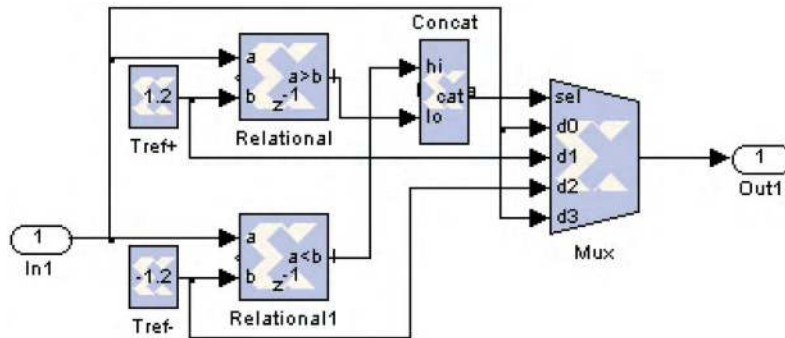 Concat
a
b
a>b
z-1
Relational
1.2
Tref+
hi
lo
cat
sel
d0
d1
d2
d3
Mux
1
Out1
1
In1
a
b
a<b
z-1
Relational1
-1.2
Tref-